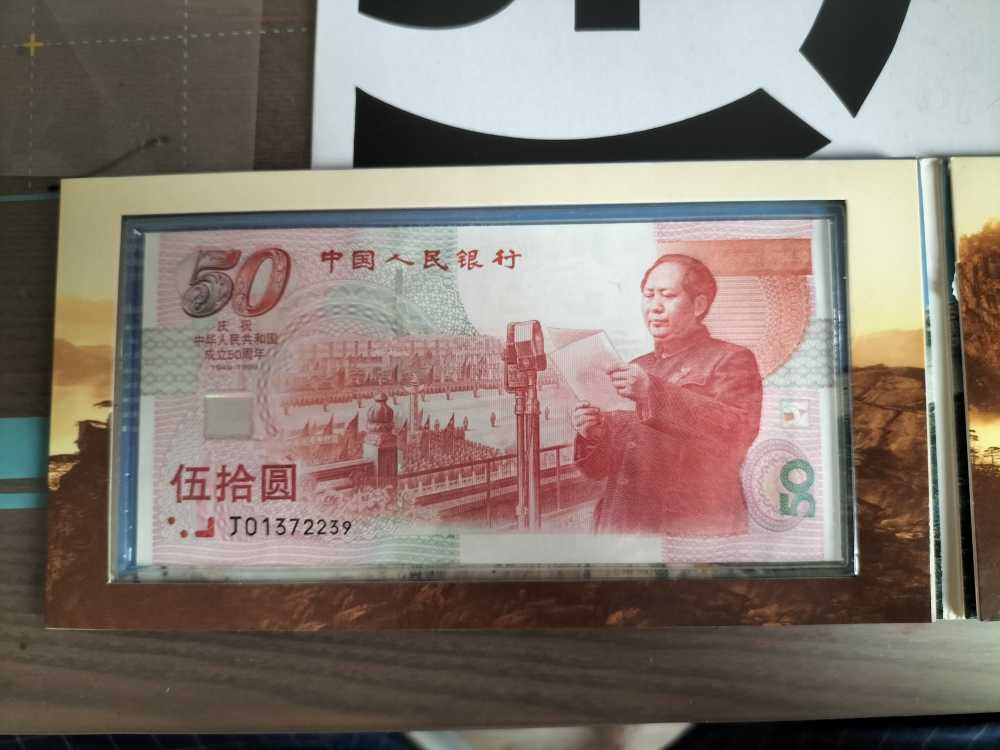 50
中国人民银行
庆祝
中华人民共和国
成立50周年
1949-1999
伍拾圆
J01372239
50